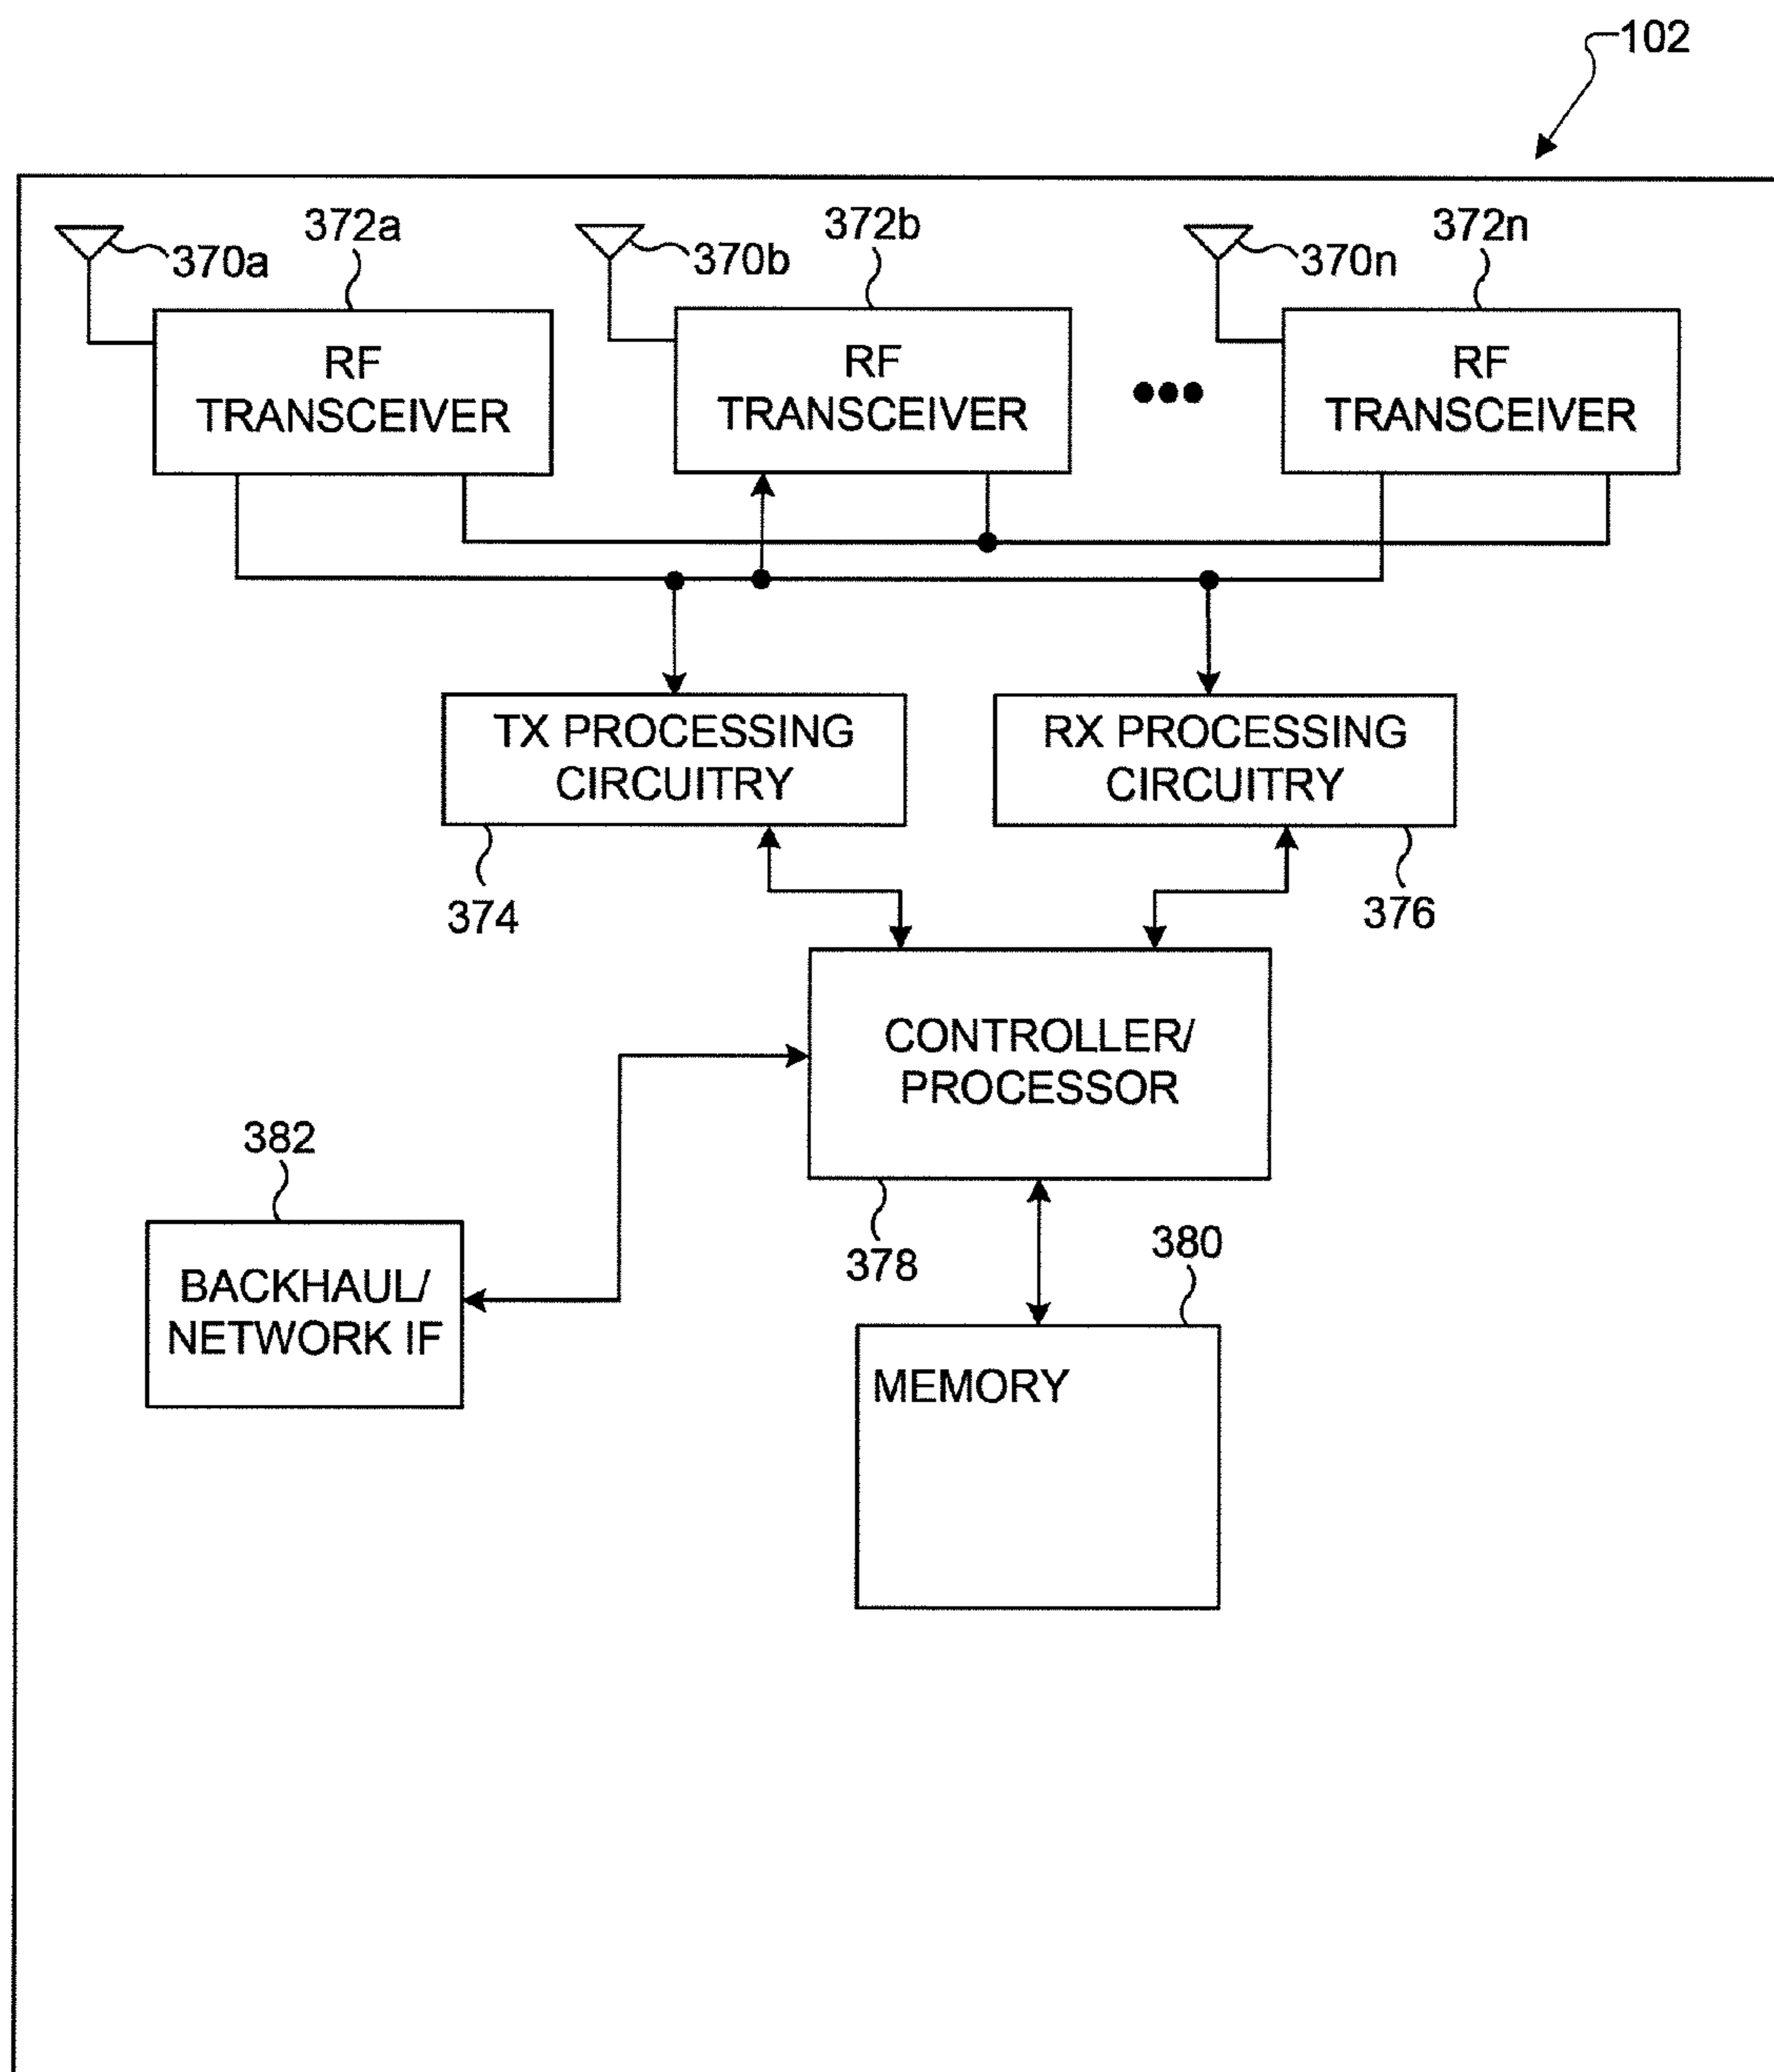 102
372a
372b
372n
370a
370b
370n
RF
TRANSCEIVER
RF
TRANSCEIVER
RF
TRANSCEIVER
TX PROCESSING
CIRCUITRY
RX PROCESSING
CIRCUITRY
374
376
CONTROLLER/
PROCESSOR
382
378
380
BACKHAUL/
NETWORK IF
MEMORY